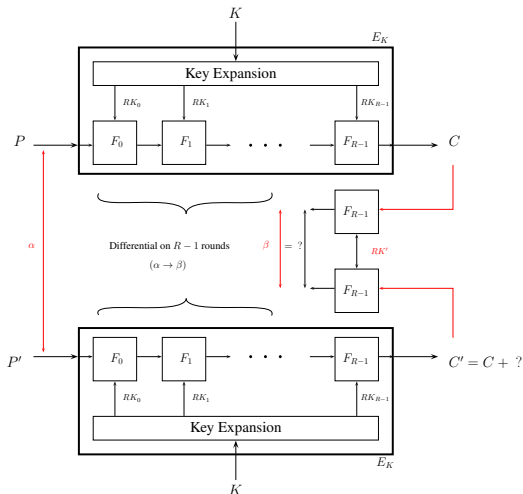 K
E_K
Key Expansion
RK_0 RK_1 RK_{R−1}
P F_0 F_1 · · · F_{R−1} C
F_{R−1}
α Differential on R − 1 rounds β = ? RK'
(α → β)
F_{R−1}
P' F_0 F_1 · · · F_{R−1} C' = C + ?
RK_0 RK_1 RK_{R−1}
Key Expansion
E_K
K